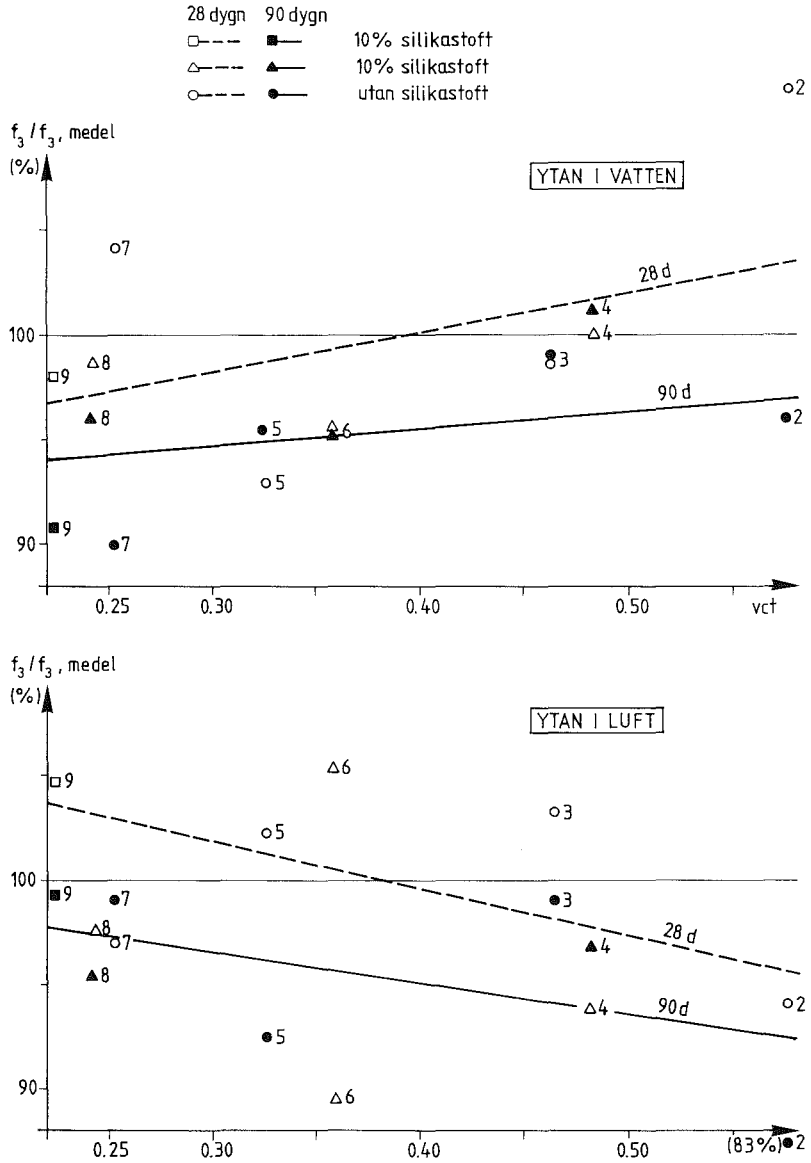 28 dygn 90 dygn
10% silikastoft
10% silikastoft
utan silikastoft
2
f₃/f₃, medel
(%)
YTAN I VATTEN
7
28 d
4
100
8
4
9
3
90 d
8
5
6
2
5
9
90
7
0.25 0.30 0.40 0.50 vct
f₃/f₃, medel
(%)
YTAN I LUFT
6
9
5
3
100
9
7
3
8
28 d
7
4
8
4
90 d
2
5
90
6
0.25 0.30 0.40 0.50 (83%) 2